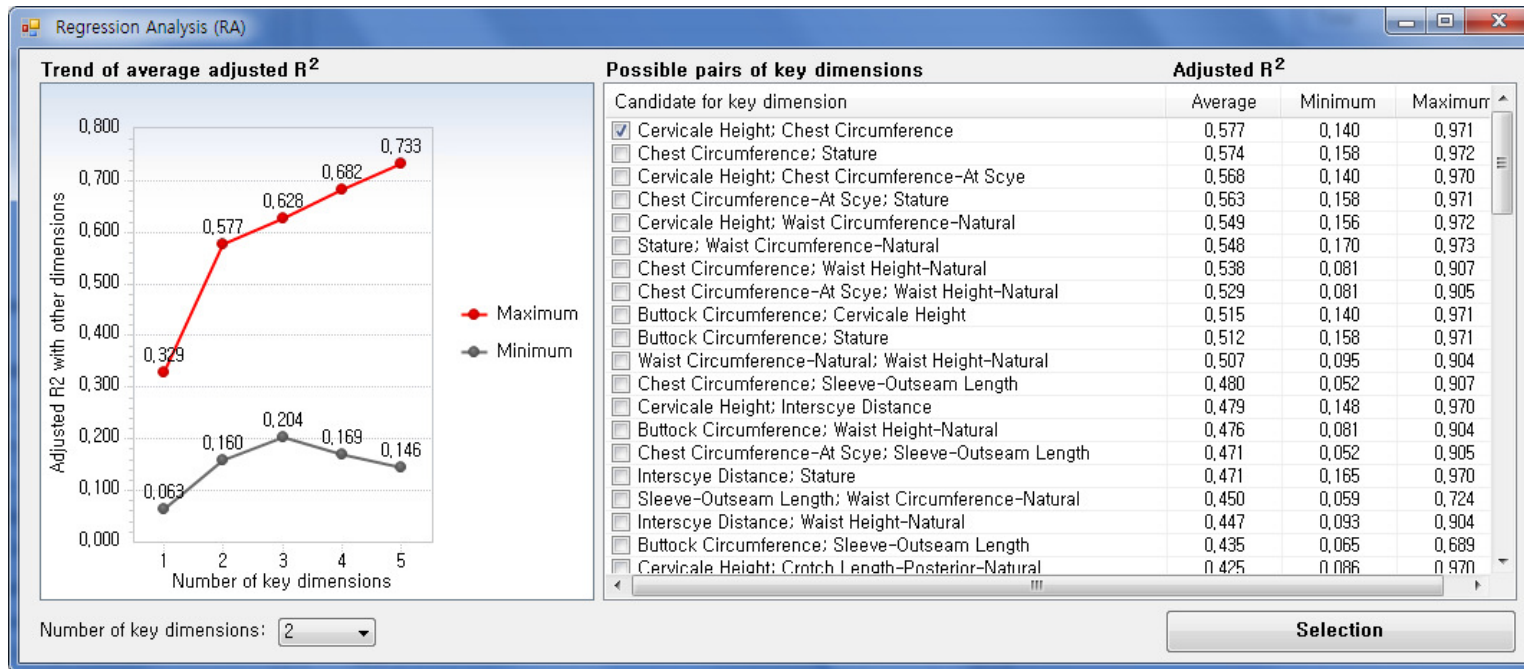 Regression Analysis (RA)
Trend of average adjusted R²
0,800
0,700
0,600
0,500
0,400
0,300
0,200
0,100
0,000
Adjusted R2 with other dimensions
0,329
0,577
0,628
0,682
0,733
0,063
0,160
0,204
0,169
0,146
1 2 3 4 5
Number of key dimensions
Maximum
Minimum
Number of key dimensions: 2
Possible pairs of key dimensions Adjusted R²
Candidate for key dimension Average Minimum Maximum
Cervicale Height; Chest Circumference 0,577 0,140 0,971
Chest Circumference; Stature 0,574 0,158 0,972
Cervicale Height; Chest Circumference-At Scye 0,568 0,140 0,970
Chest Circumference-At Scye; Stature 0,563 0,158 0,971
Cervicale Height; Waist Circumference-Natural 0,549 0,156 0,972
Stature; Waist Circumference-Natural 0,548 0,170 0,973
Chest Circumference; Waist Height-Natural 0,538 0,081 0,907
Chest Circumference-At Scye; Waist Height-Natural 0,529 0,081 0,905
Buttock Circumference; Cervicale Height 0,515 0,140 0,971
Buttock Circumference; Stature 0,512 0,158 0,971
Waist Circumference-Natural; Waist Height-Natural 0,507 0,095 0,904
Chest Circumference; Sleeve-Outseam Length 0,480 0,052 0,907
Cervicale Height; Interscye Distance 0,479 0,148 0,970
Buttock Circumference; Waist Height-Natural 0,476 0,081 0,904
Chest Circumference-At Scye; Sleeve-Outseam Length 0,471 0,052 0,905
Interscye Distance; Stature 0,471 0,165 0,970
Sleeve-Outseam Length; Waist Circumference-Natural 0,450 0,059 0,724
Interscye Distance; Waist Height-Natural 0,447 0,093 0,904
Buttock Circumference; Sleeve-Outseam Length 0,435 0,065 0,689
Cervicale Height; Crotch Length-Posterior-Natural 0,425 0,086 0,970
Selection